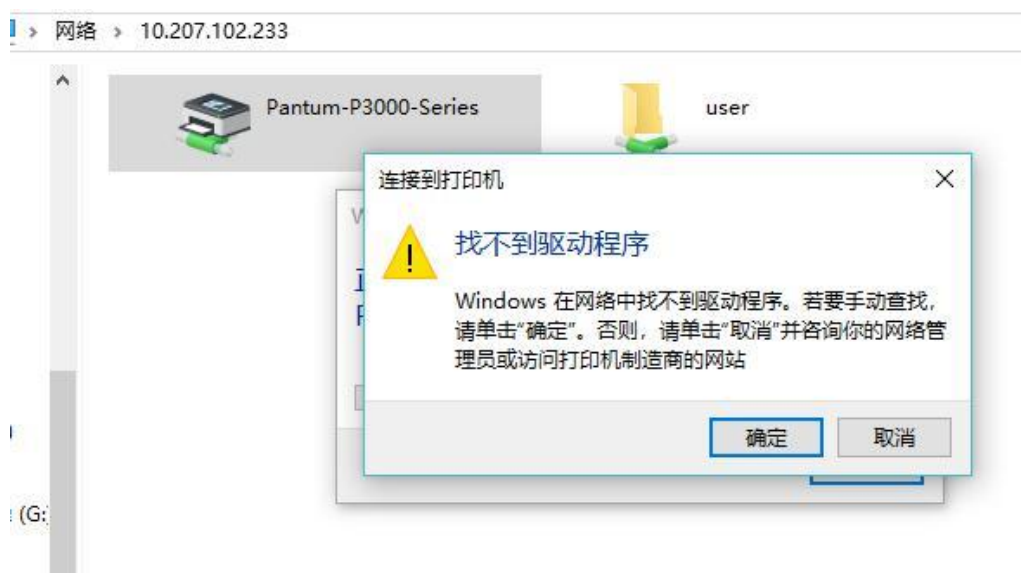 网络 > 10.207.102.233
Pantum-P3000-Series
user
连接到打印机
找不到驱动程序
Windows 在网络中找不到驱动程序。若要手动查找,
请单击“确定”。否则，请单击“取消”并咨询你的网络管
理员或访问打印机制造商的网站
确定
取消
(G: